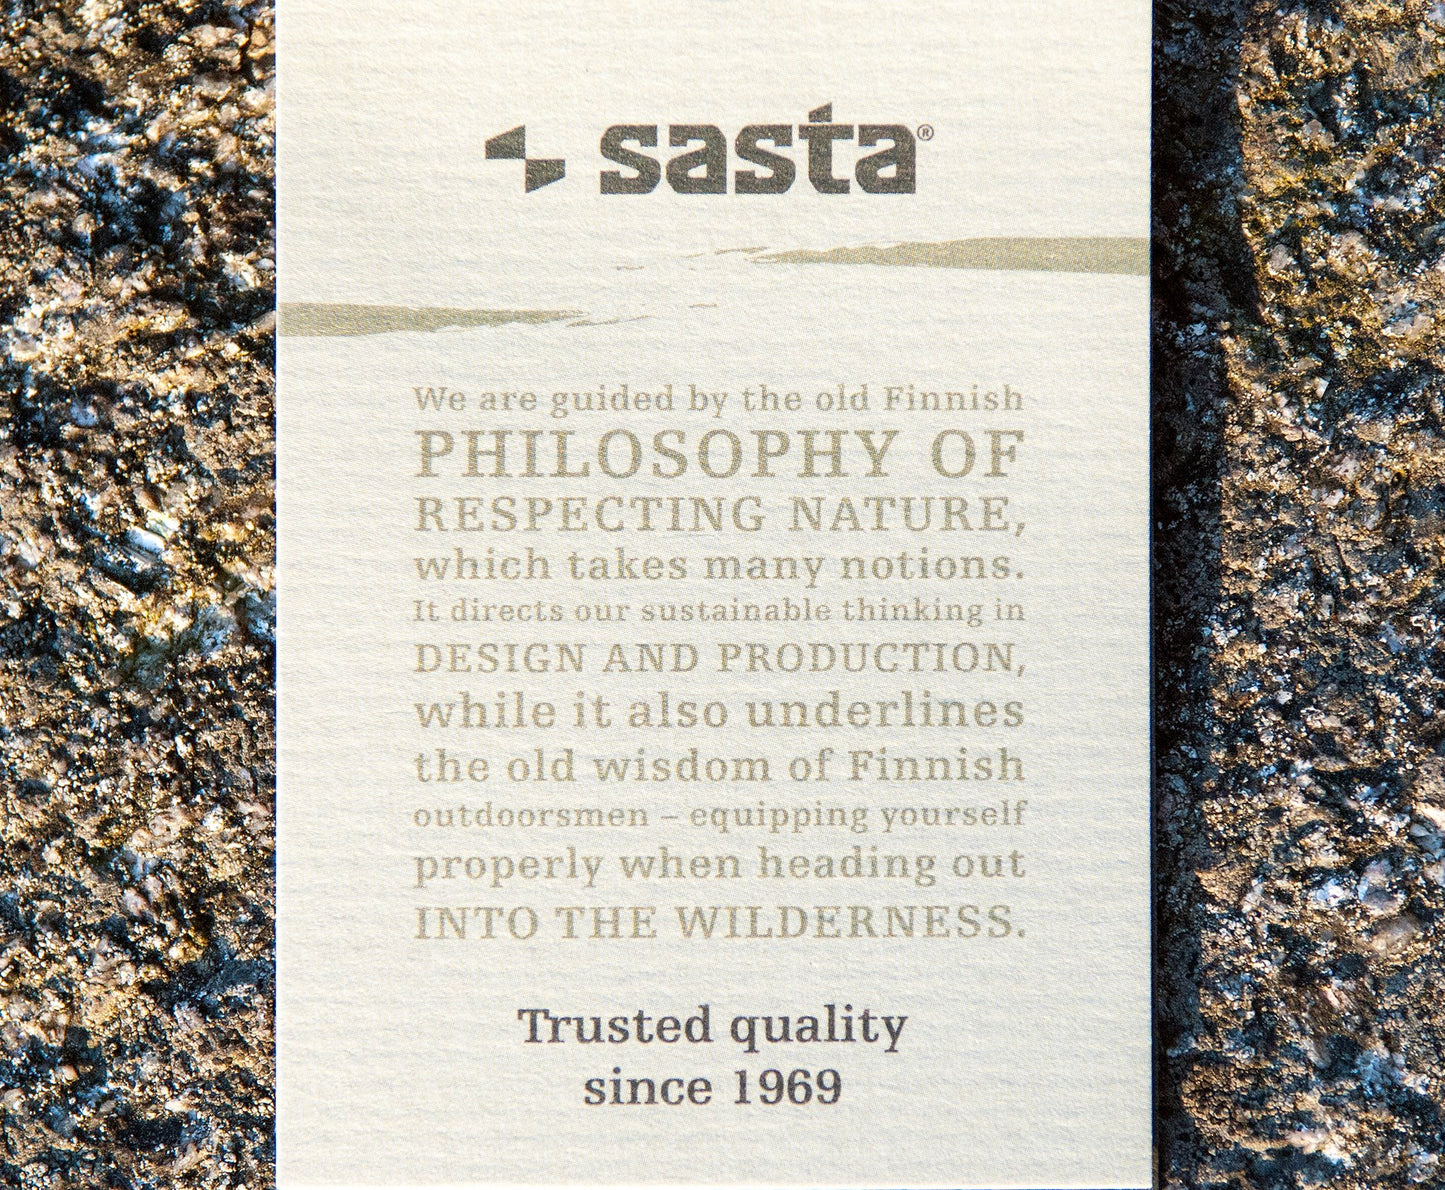 sasta®
We are guided by the old Finnish
PHILOSOPHY OF
RESPECTING NATURE,
which takes many notions.
It directs our sustainable thinking in
DESIGN AND PRODUCTION,
while it also underlines
the old wisdom of Finnish
outdoorsmen – equipping yourself
properly when heading out
INTO THE WILDERNESS.
Trusted quality
since 1969